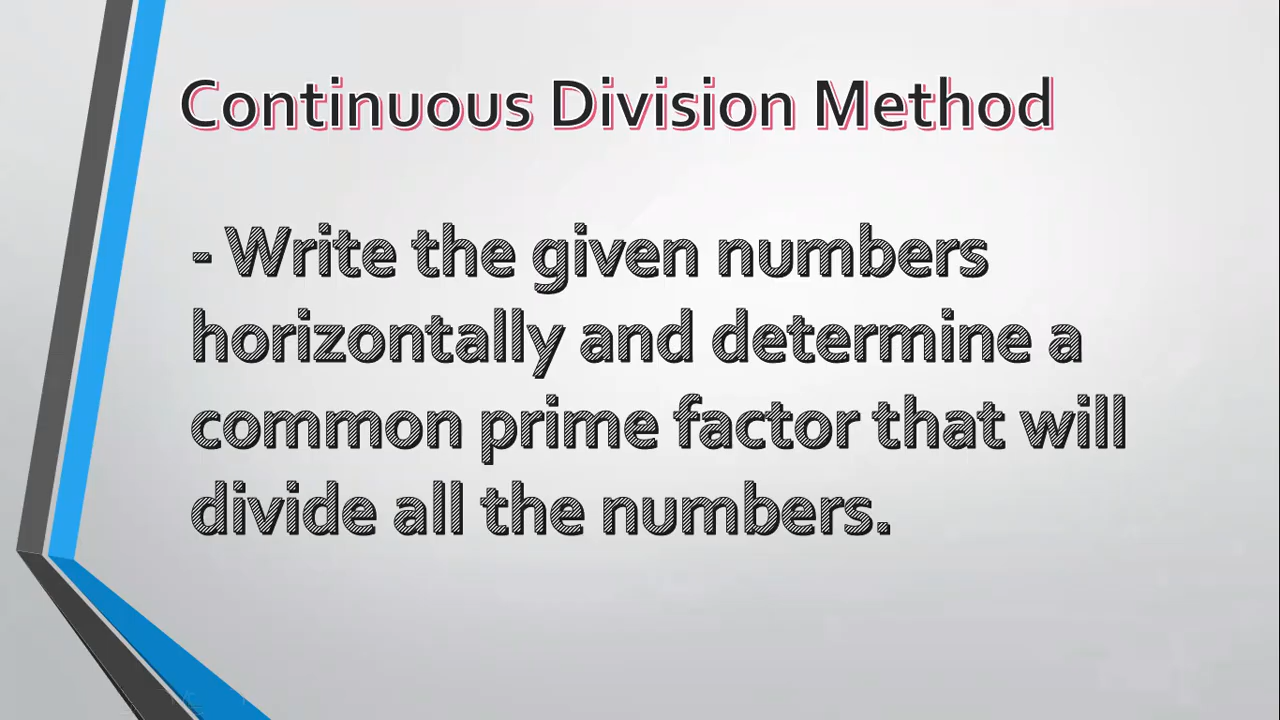 Continuous Division Method
- Write the given numbers
horizontally and determine a
common prime factor that will
divide all the numbers.